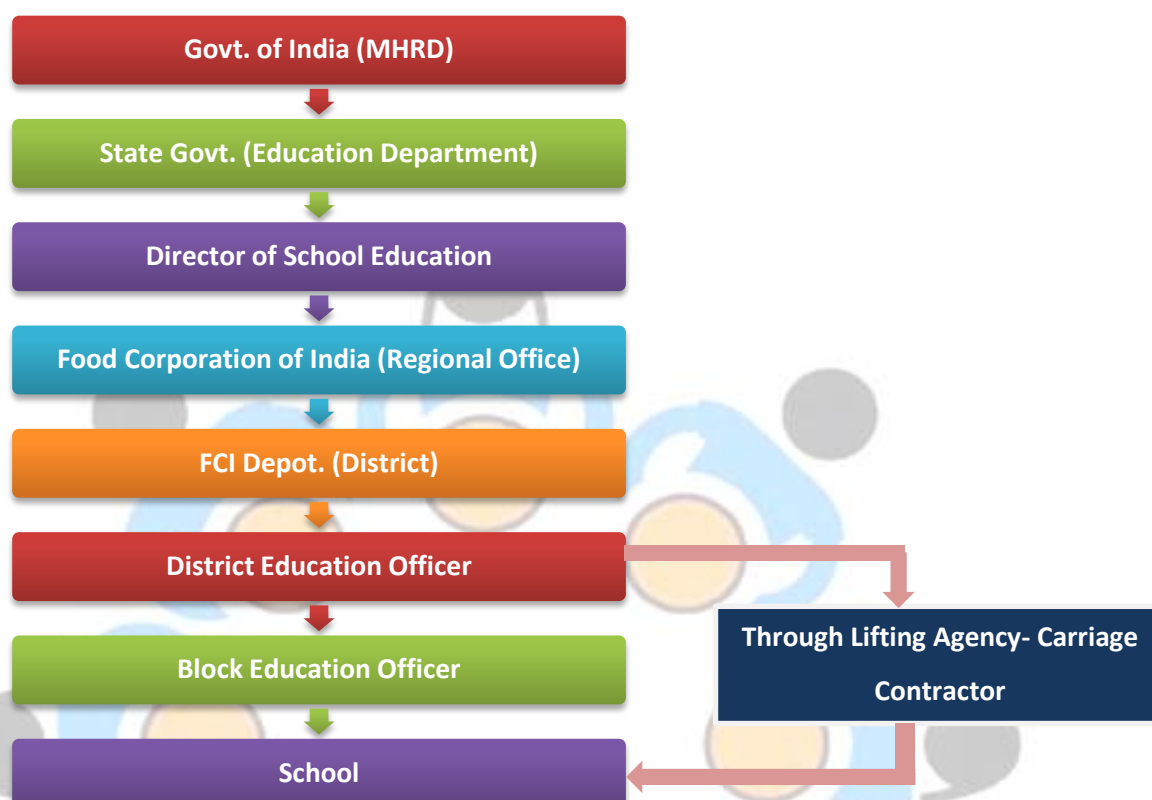 Govt. of India (MHRD)
State Govt. (Education Department)
Director of School Education
Food Corporation of India (Regional Office)
FCI Depot. (District)
District Education Officer
Through Lifting Agency- Carriage
Contractor
Block Education Officer
School